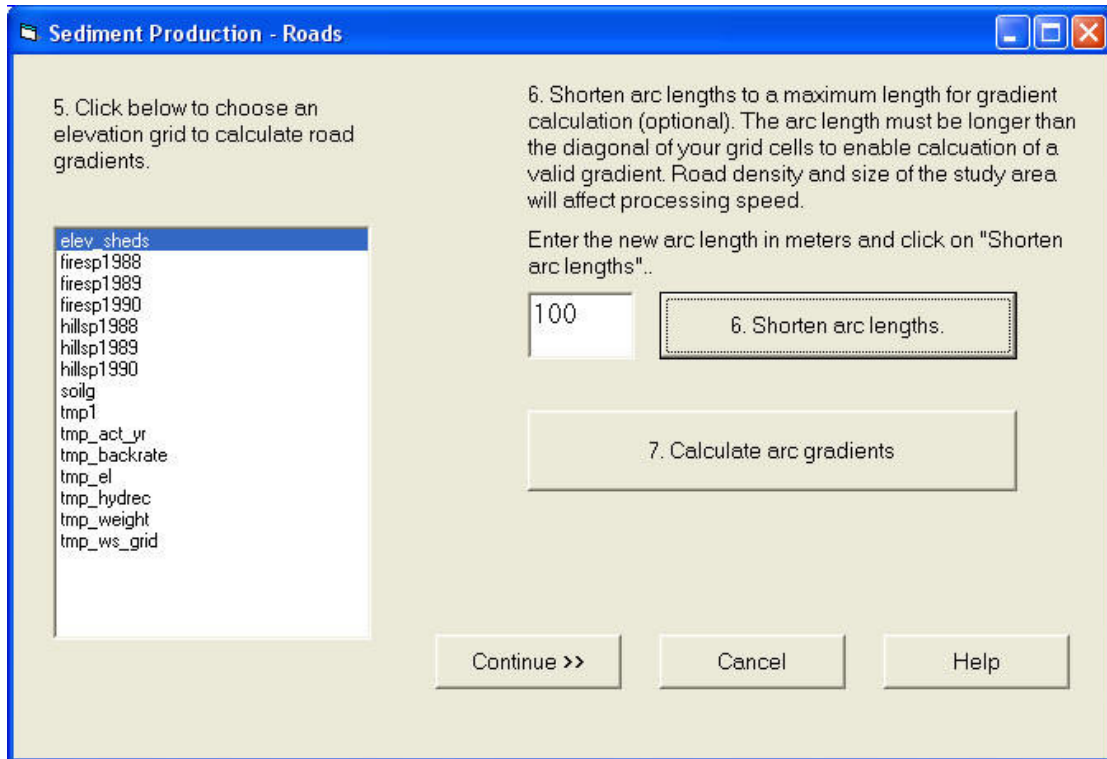 Sediment Production - Roads
5. Click below to choose an
elevation grid to calculate road
gradients.
elev_sheds
firesp1988
firesp1989
firesp1990
hillsp1988
hillsp1989
hillsp1990
soilg
tmp1
tmp_act_yr
tmp_backrate
tmp_el
tmp_hydrec
tmp_weight
tmp_ws_grid
6. Shorten arc lengths to a maximum length for gradient
calculation (optional). The arc length must be longer than
the diagonal of your grid cells to enable calcuation of a
valid gradient. Road density and size of the study area
will affect processing speed.
Enter the new arc length in meters and click on "Shorten
arc lengths"..
100
6. Shorten arc lengths.
7. Calculate arc gradients
Continue >>
Cancel
Help